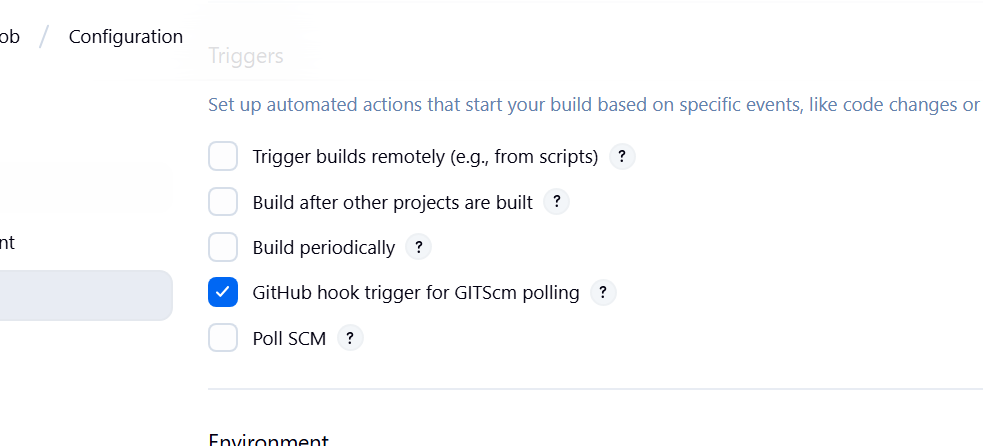 ob / Configuration
Triggers
Set up automated actions that start your build based on specific events, like code changes or
Trigger builds remotely (e.g., from scripts) ?
Build after other projects are built ?
nt
Build periodically ?
GitHub hook trigger for GITScm polling ?
Poll SCM ?
Environment